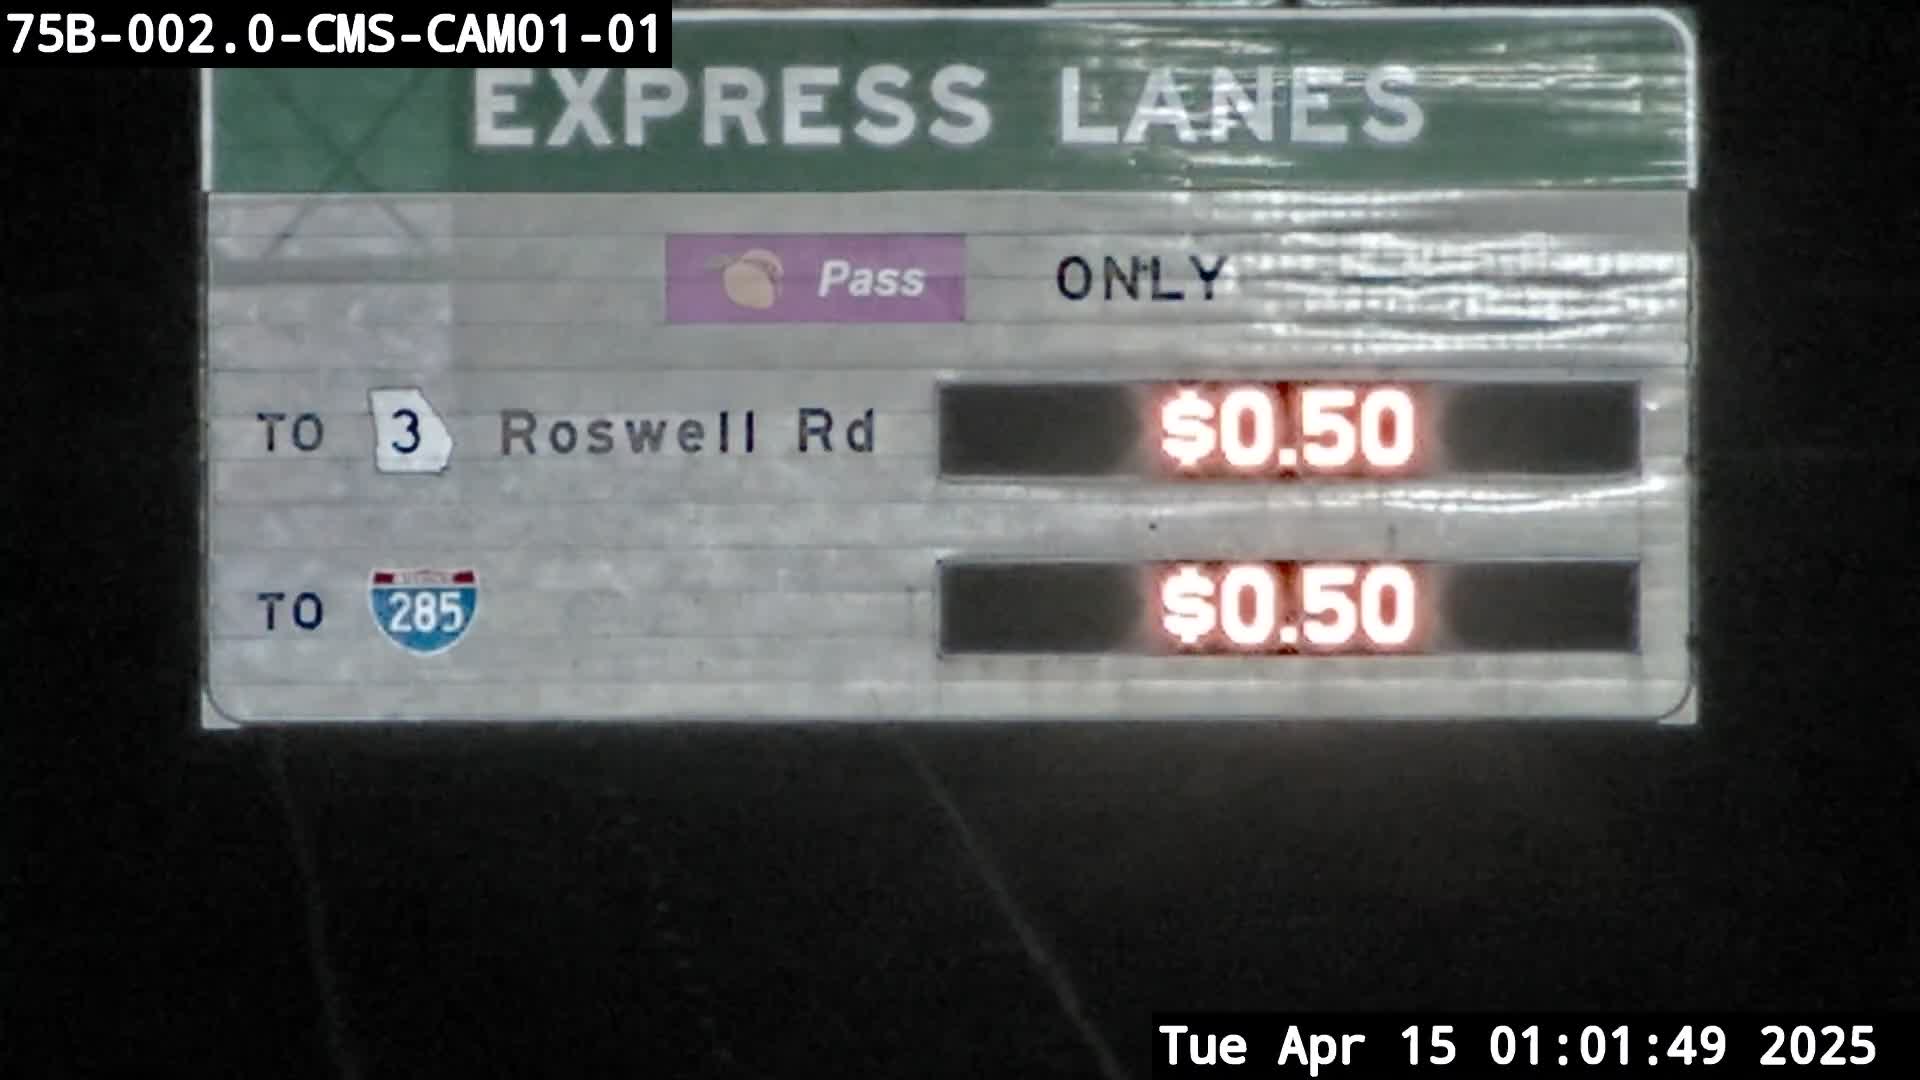 75B-002.0-CMS-CAM01-01
EXPRESS LANES
Pass ONLY
TO 3 Roswell Rd $0.50
TO 285 $0.50
Tue Apr 15 01:01:49 2025